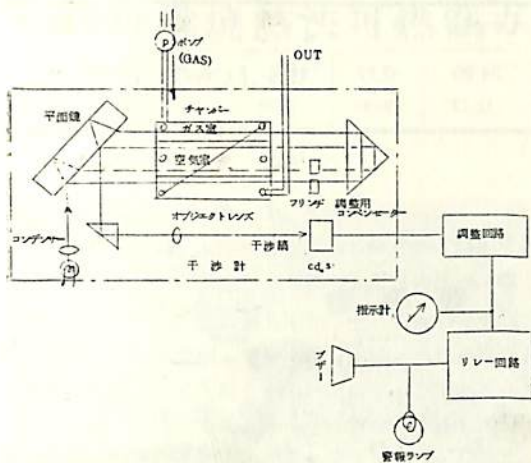 P
ポンプ
(GAS)
OUT
平面鏡
チャンバー
ガス室
空気室
フリンド
調整用
コンペンセーター
オブジェクトレンズ
コンデンサー
干渉縞
cd.s
干渉計
調整回路
指示計
リレー回路
ブザー
警報ランプ